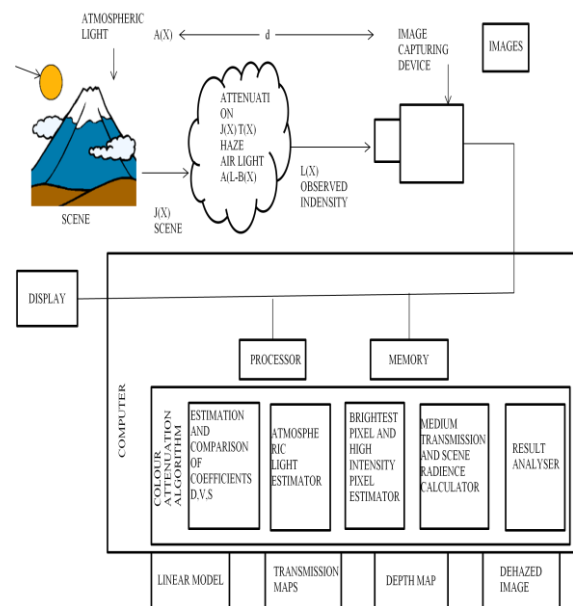 ATMOSPHERIC
LIGHT
A(X)
d
IMAGE
CAPTURING
DEVICE
IMAGES
ATTENUATI
ON
J(X) T(X)
HAZE
AIR LIGHT
A(L-B(X)
L(X)
OBSERVED
INDENSITY
SCENE
J(X)
SCENE
DISPLAY
PROCESSOR
MEMORY
COMPUTER
COLOUR
ATTENUATION
ALGORITHM
ESTIMATION
AND
COMPARISON
OF
COEFFICIENTS
D,V,S
ATMOSPHE
RIC
LIGHT
ESTIMATOR
BRIGHTEST
PIXEL AND
HIGH
INTENSITY
PIXEL
ESTIMATOR
MEDIUM
TRANSMISSION
AND SCENE
RADIENCE
CALCULATOR
RESULT
ANALYSER
LINEAR MODEL
TRANSMISSION
MAPS
DEPTH MAP
DEHAZED
IMAGE